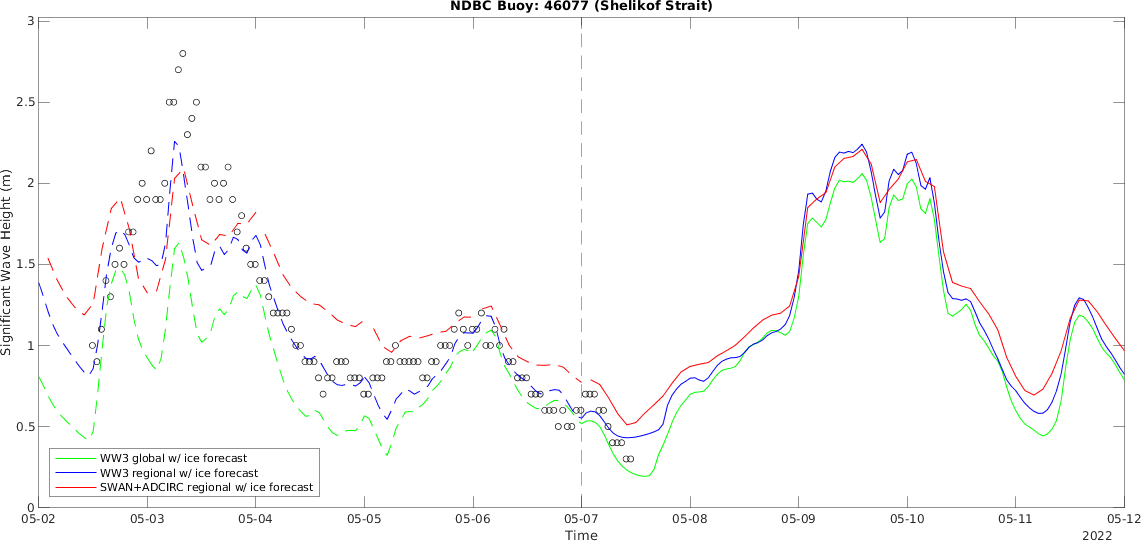 NDBC Buoy: 46077 (Shelikof Strait)
3
2.5
2
1.5
1
0.5
0
Significant Wave Height (m)
WW3 global w/ ice forecast
WW3 regional w/ ice forecast
SWAN+ADCIRC regional w/ ice forecast
05-02 05-03 05-04 05-05 05-06 05-07 05-08 05-09 05-10 05-11 05-12
Time
2022